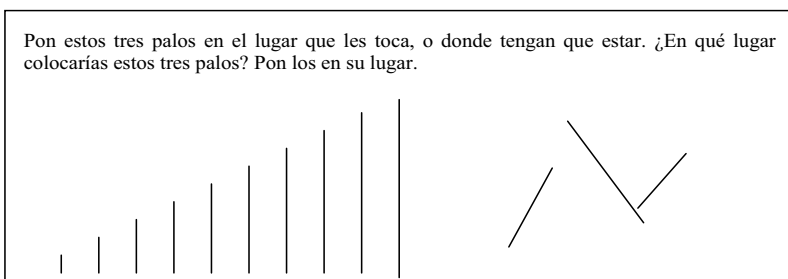 Pon estos tres palos en el lugar que les toca, o donde tengan que estar. ¿En qué lugar
colocarías estos tres palos? Pon los en su lugar.